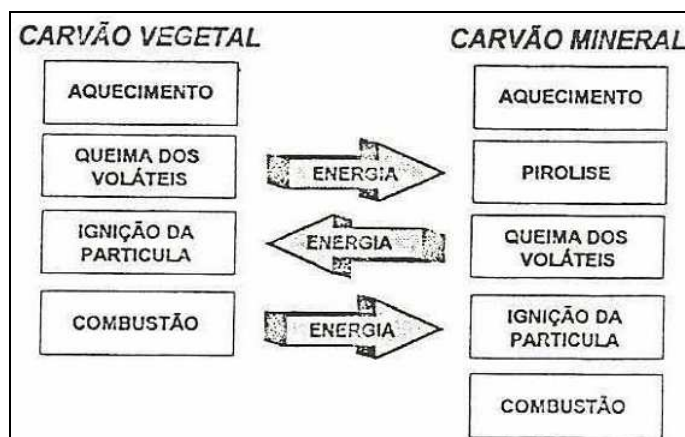 CARVÃO VEGETAL
AQUECIMENTO
QUEIMA DOS
VOLÁTEIS
IGNIÇÃO DA
PARTICULA
COMBUSTÃO
ENERGIA
ENERGIA
ENERGIA
CARVÃO MINERAL
AQUECIMENTO
PIROLISE
QUEIMA DOS
VOLÁTEIS
IGNIÇÃO DA
PARTICULA
COMBUSTÃO